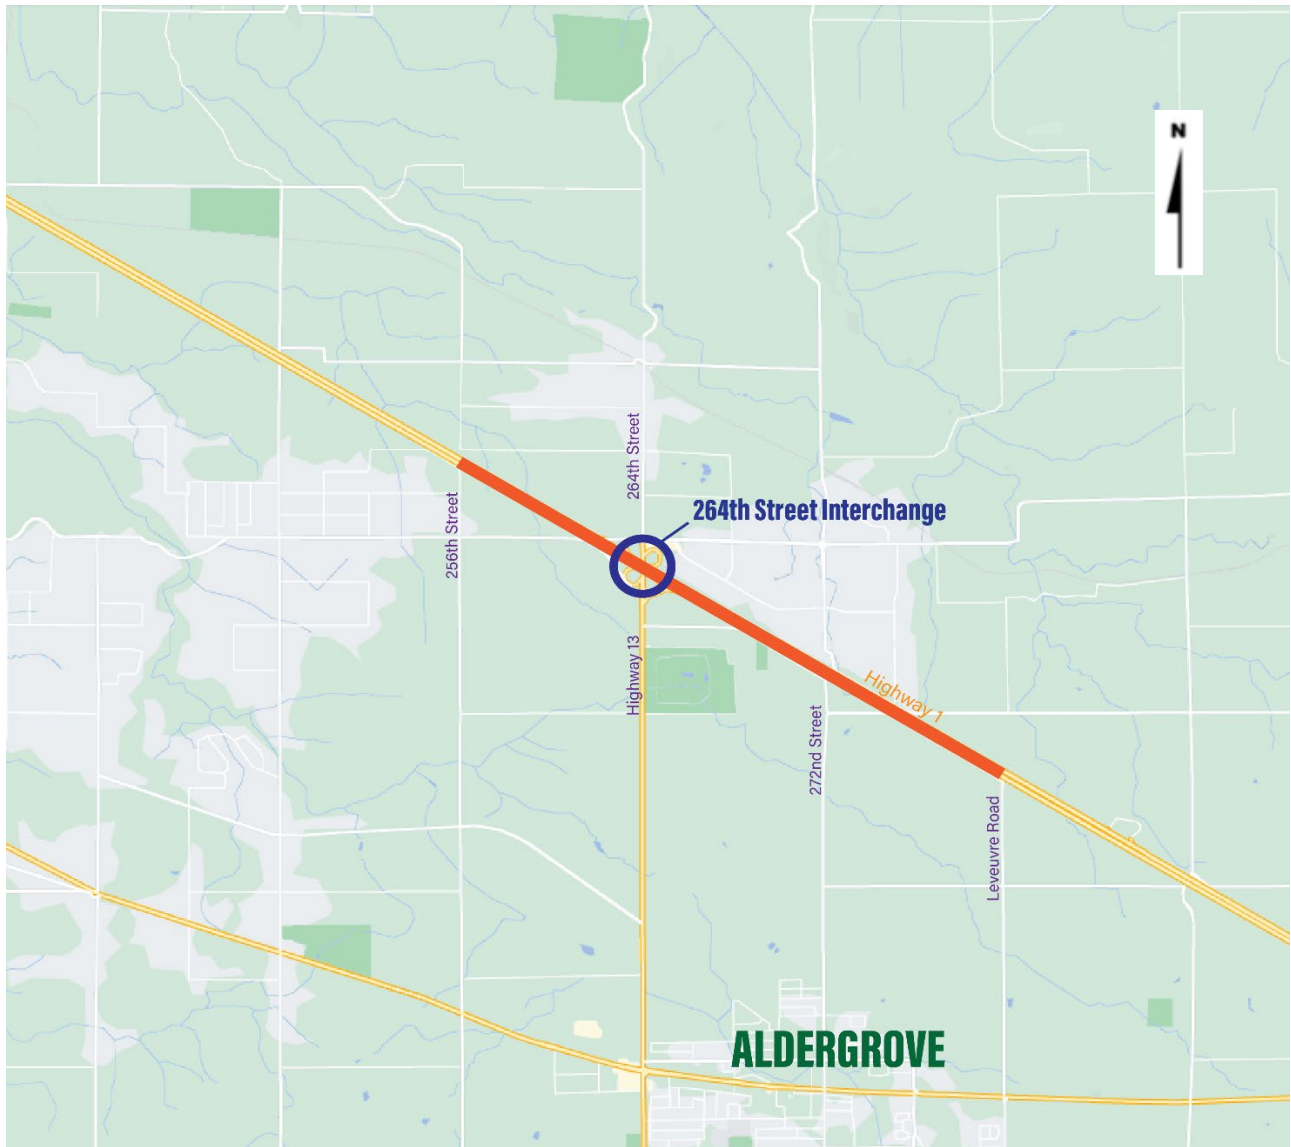 N
264th Street
264th Street Interchange
256th Street
Highway 13
Highway 1
272nd Street
Leveuvre Road
ALDERGROVE